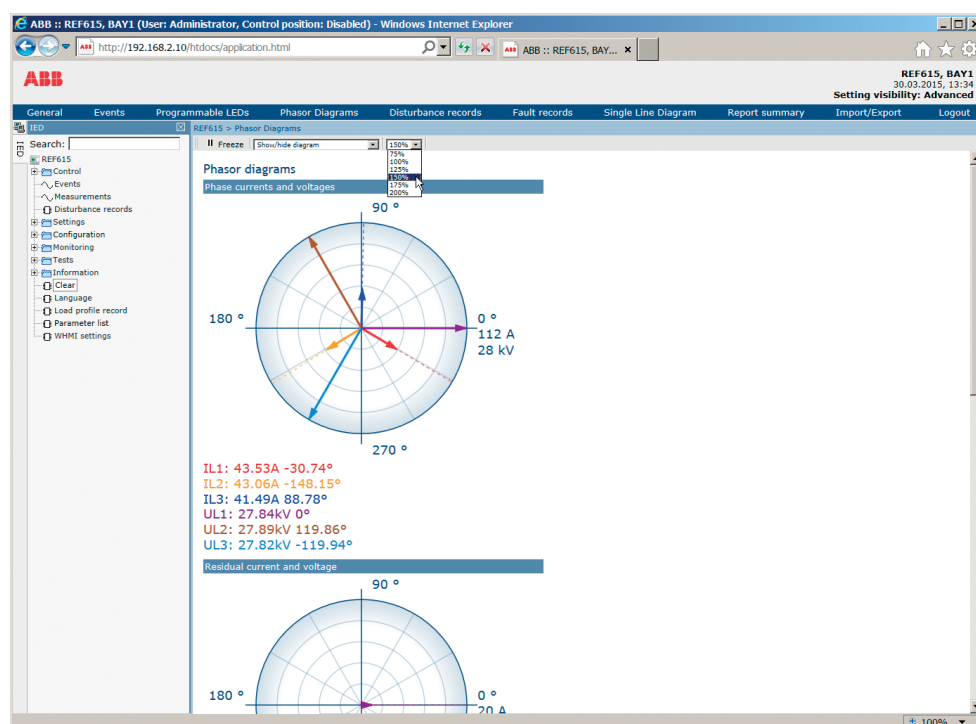 ABB :: REF615, BAY1 (User: Administrator, Control position: Disabled) - Windows Internet Explorer
http://192.168.2.10/htdocs/application.html
ABB :: REF615, BAY... ×
ABB
REF615, BAY1
30.03.2015, 13:34
Setting visibility: Advanced
General Events Programmable LEDs Phasor Diagrams Disturbance records Fault records Single Line Diagram Report summary Import/Export Logout
IED
IED
REF615 > Phasor Diagrams
Search:
Freeze Show/hide diagram 150%
75%
100%
125%
150%
175%
200%
REF615
Control
Events
Measurements
Disturbance records
Settings
Configuration
Monitoring
Tests
Information
Clear
Language
Load profile record
Parameter list
WHMI settings
Phasor diagrams
Phase currents and voltages
90 °
180 °
0 °
112 A
28 kV
270 °
IL1: 43.53A -30.74°
IL2: 43.06A -148.15°
IL3: 41.49A 88.78°
UL1: 27.84kV 0°
UL2: 27.89kV 119.86°
UL3: 27.82kV -119.94°
Residual current and voltage
90 °
180 °
0 °
20 A
100%